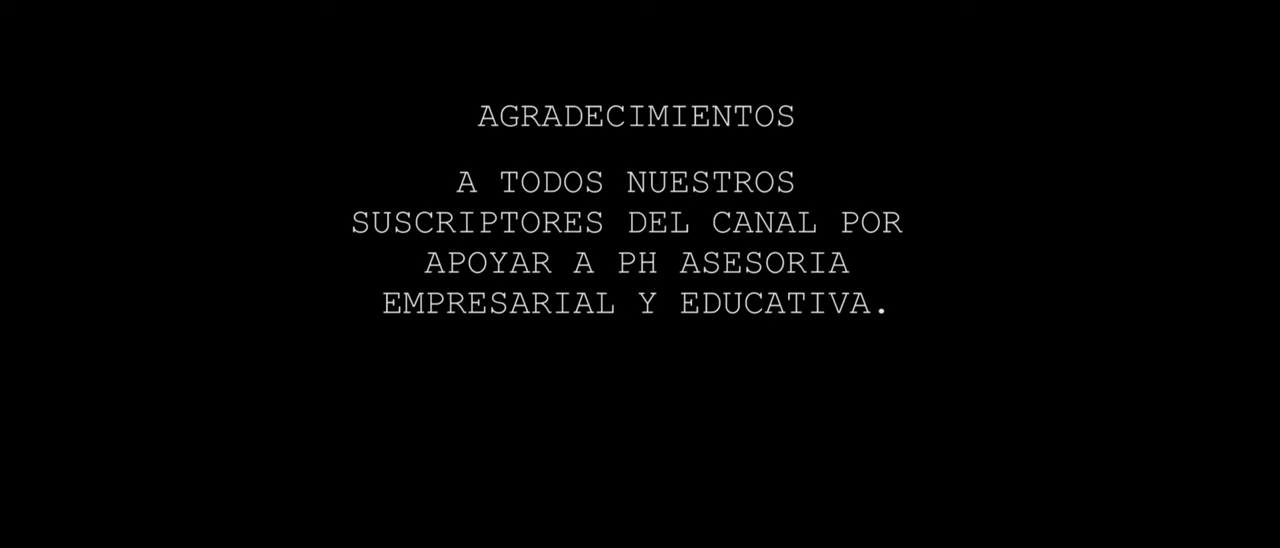 AGRADECIMIENTOS
A TODOS NUESTROS
SUSCRIPTORES DEL CANAL POR
APOYAR A PH ASESORIA
EMPRESARIAL Y EDUCATIVA.